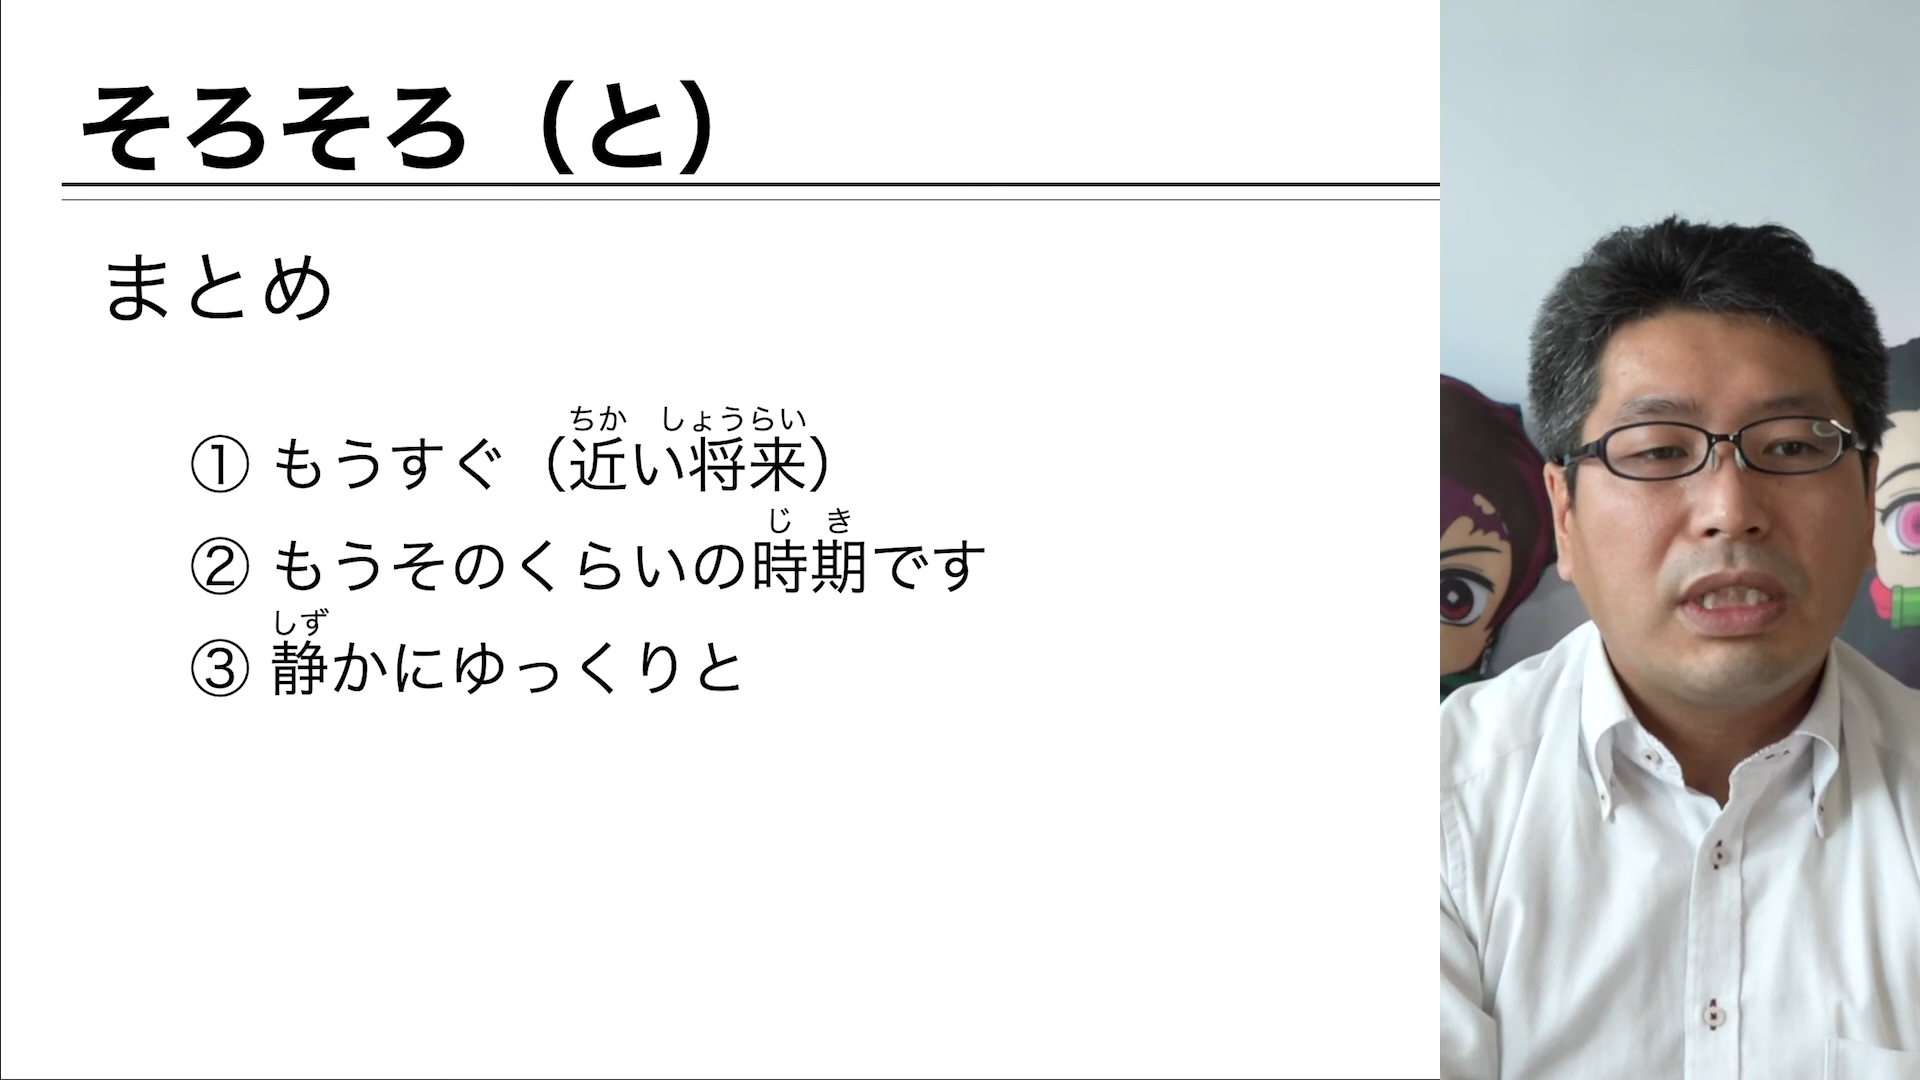 そろそろ（と）
まとめ
ちか しょうらい
① もうすぐ（近い将来）
じ き
② もうそのくらいの時期です
しず
③ 静かにゆっくりと